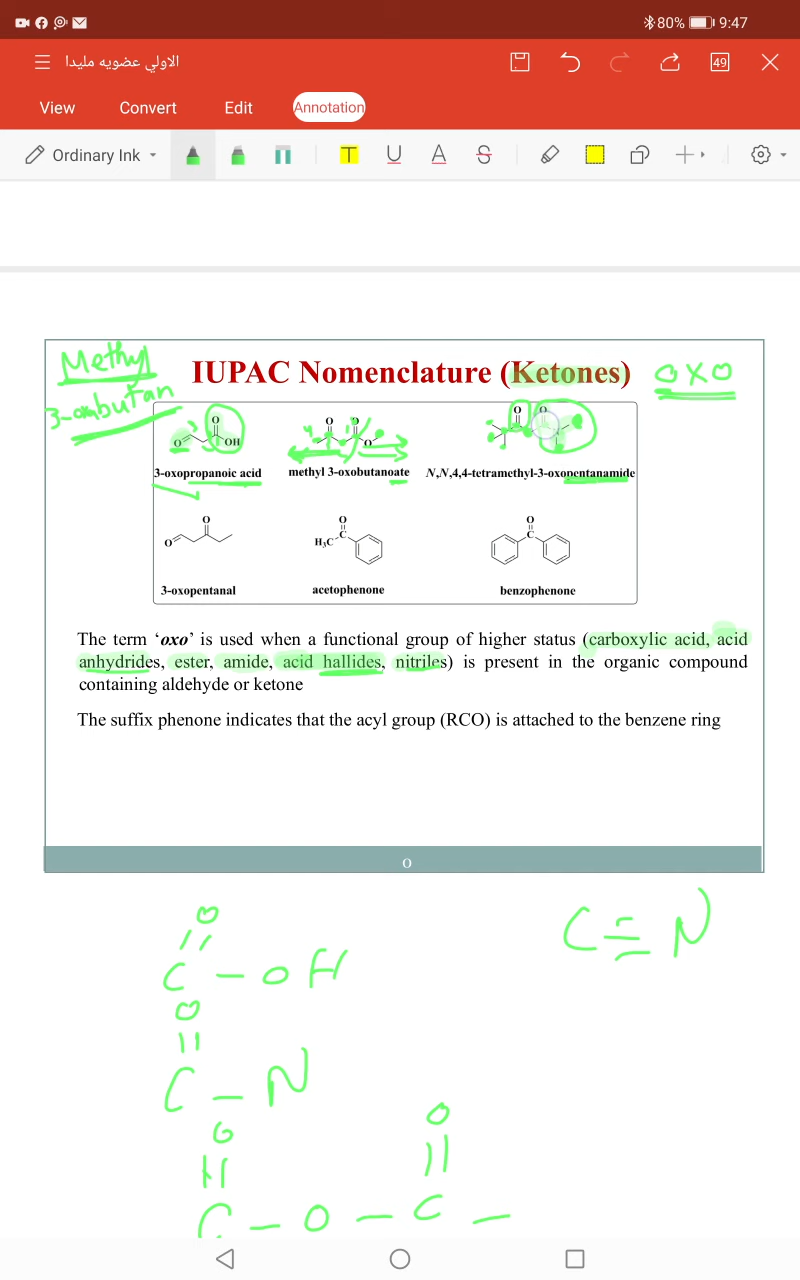 80% 9:47
الاولي عضويه مليدا
49
View Convert Edit Annotation
Ordinary Ink T U A S
Methyl
IUPAC Nomenclature (Ketones) oxo
O O O O O
O OH O
3-oxopropanoic acid methyl 3-oxobutanoate N,N,4,4-tetramethyl-3-oxopentanamide
O O O
O H₃C C C
3-oxopentanal acetophenone benzophenone
The term ‘oxo’ is used when a functional group of higher status (carboxylic acid, acid
anhydrides, ester, amide, acid hallides, nitriles) is present in the organic compound
containing aldehyde or ketone
The suffix phenone indicates that the acyl group (RCO) is attached to the benzene ring
O
O
C - OH C≡N
O
C - N
O O
C - O - C -